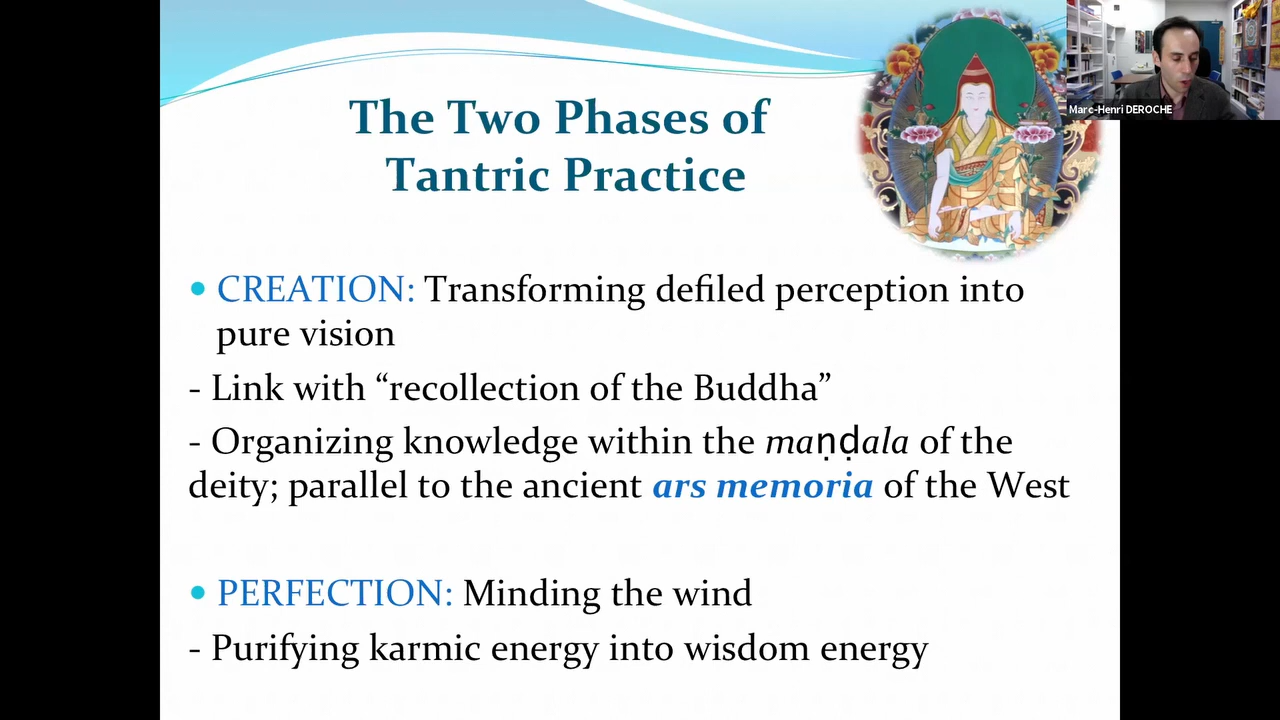 Marc-Henri DEROCHE
The Two Phases of
Tantric Practice
• CREATION: Transforming defiled perception into
pure vision
- Link with “recollection of the Buddha”
- Organizing knowledge within the maṇḍala of the
deity; parallel to the ancient ars memoria of the West
• PERFECTION: Minding the wind
- Purifying karmic energy into wisdom energy